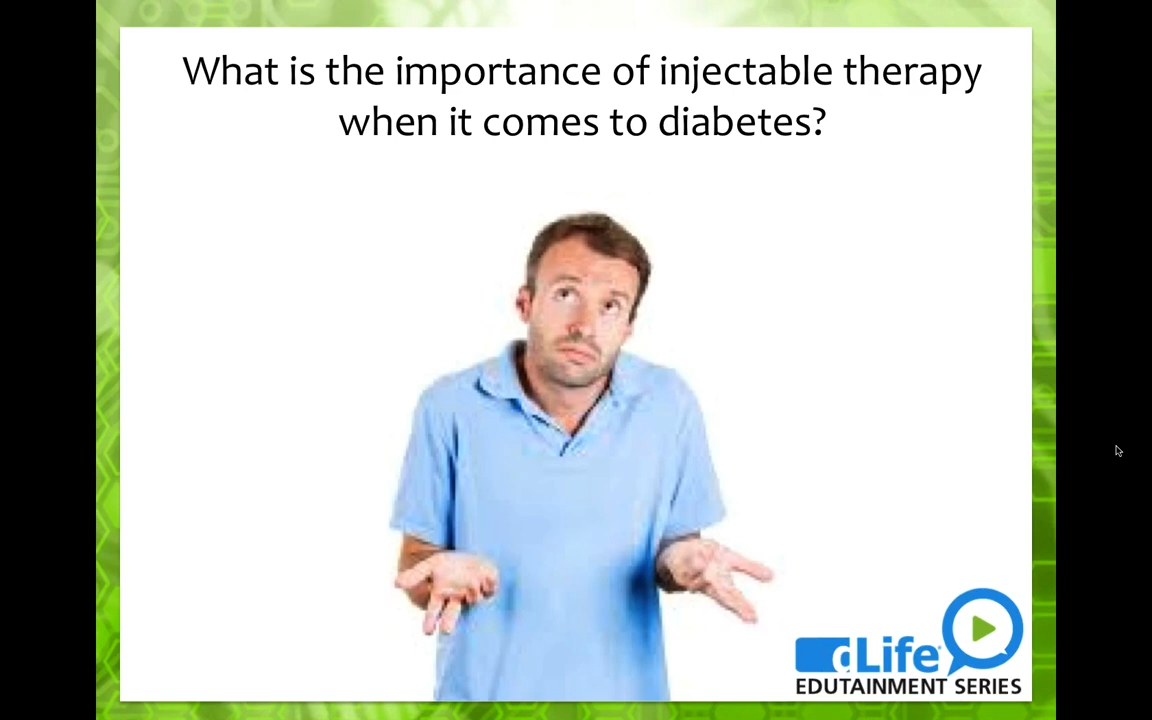 What is the importance of injectable therapy
when it comes to diabetes?
dLife
EDUTAINMENT SERIES